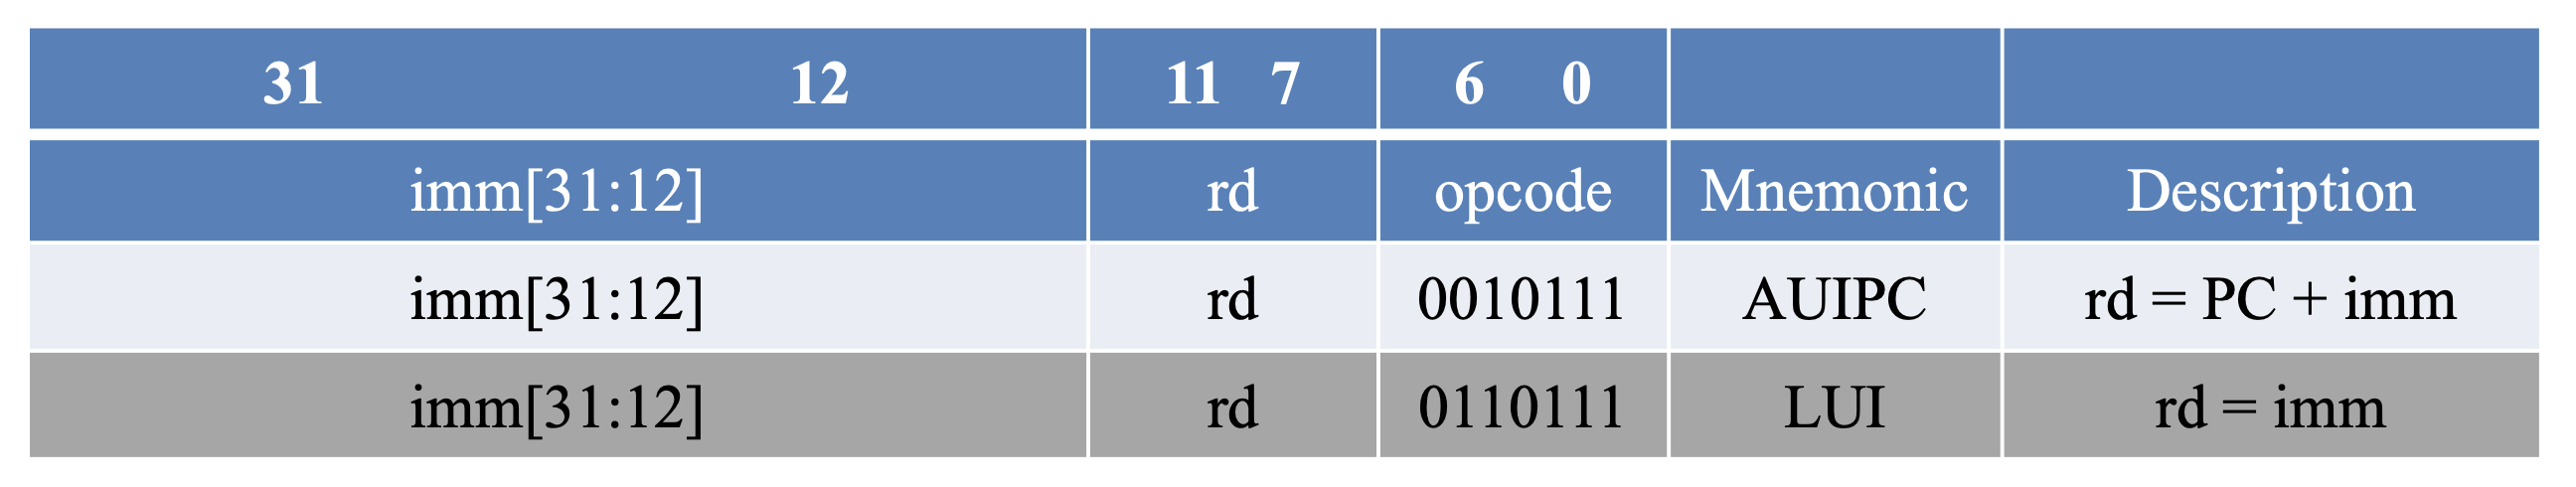 31 12 11 7 6 0
imm[31:12] rd opcode Mnemonic Description
imm[31:12] rd 0010111 AUIPC rd = PC + imm
imm[31:12] rd 0110111 LUI rd = imm